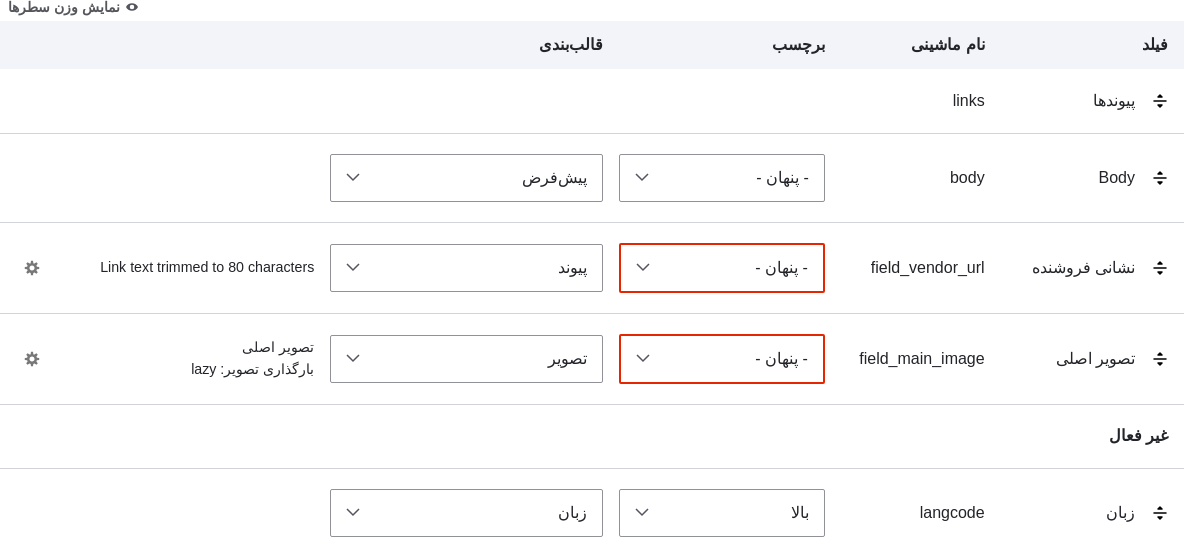 نمایش وزن سطرها
فیلد نام ماشینی برچسب قالب‌بندی
پیوندها links
Body body - پنهان - پیش‌فرض
نشانی فروشنده field_vendor_url - پنهان - پیوند Link text trimmed to 80 characters
تصویر اصلی field_main_image - پنهان - تصویر تصویر اصلی
بارگذاری تصویر: lazy
غیر فعال
زبان langcode بالا زبان